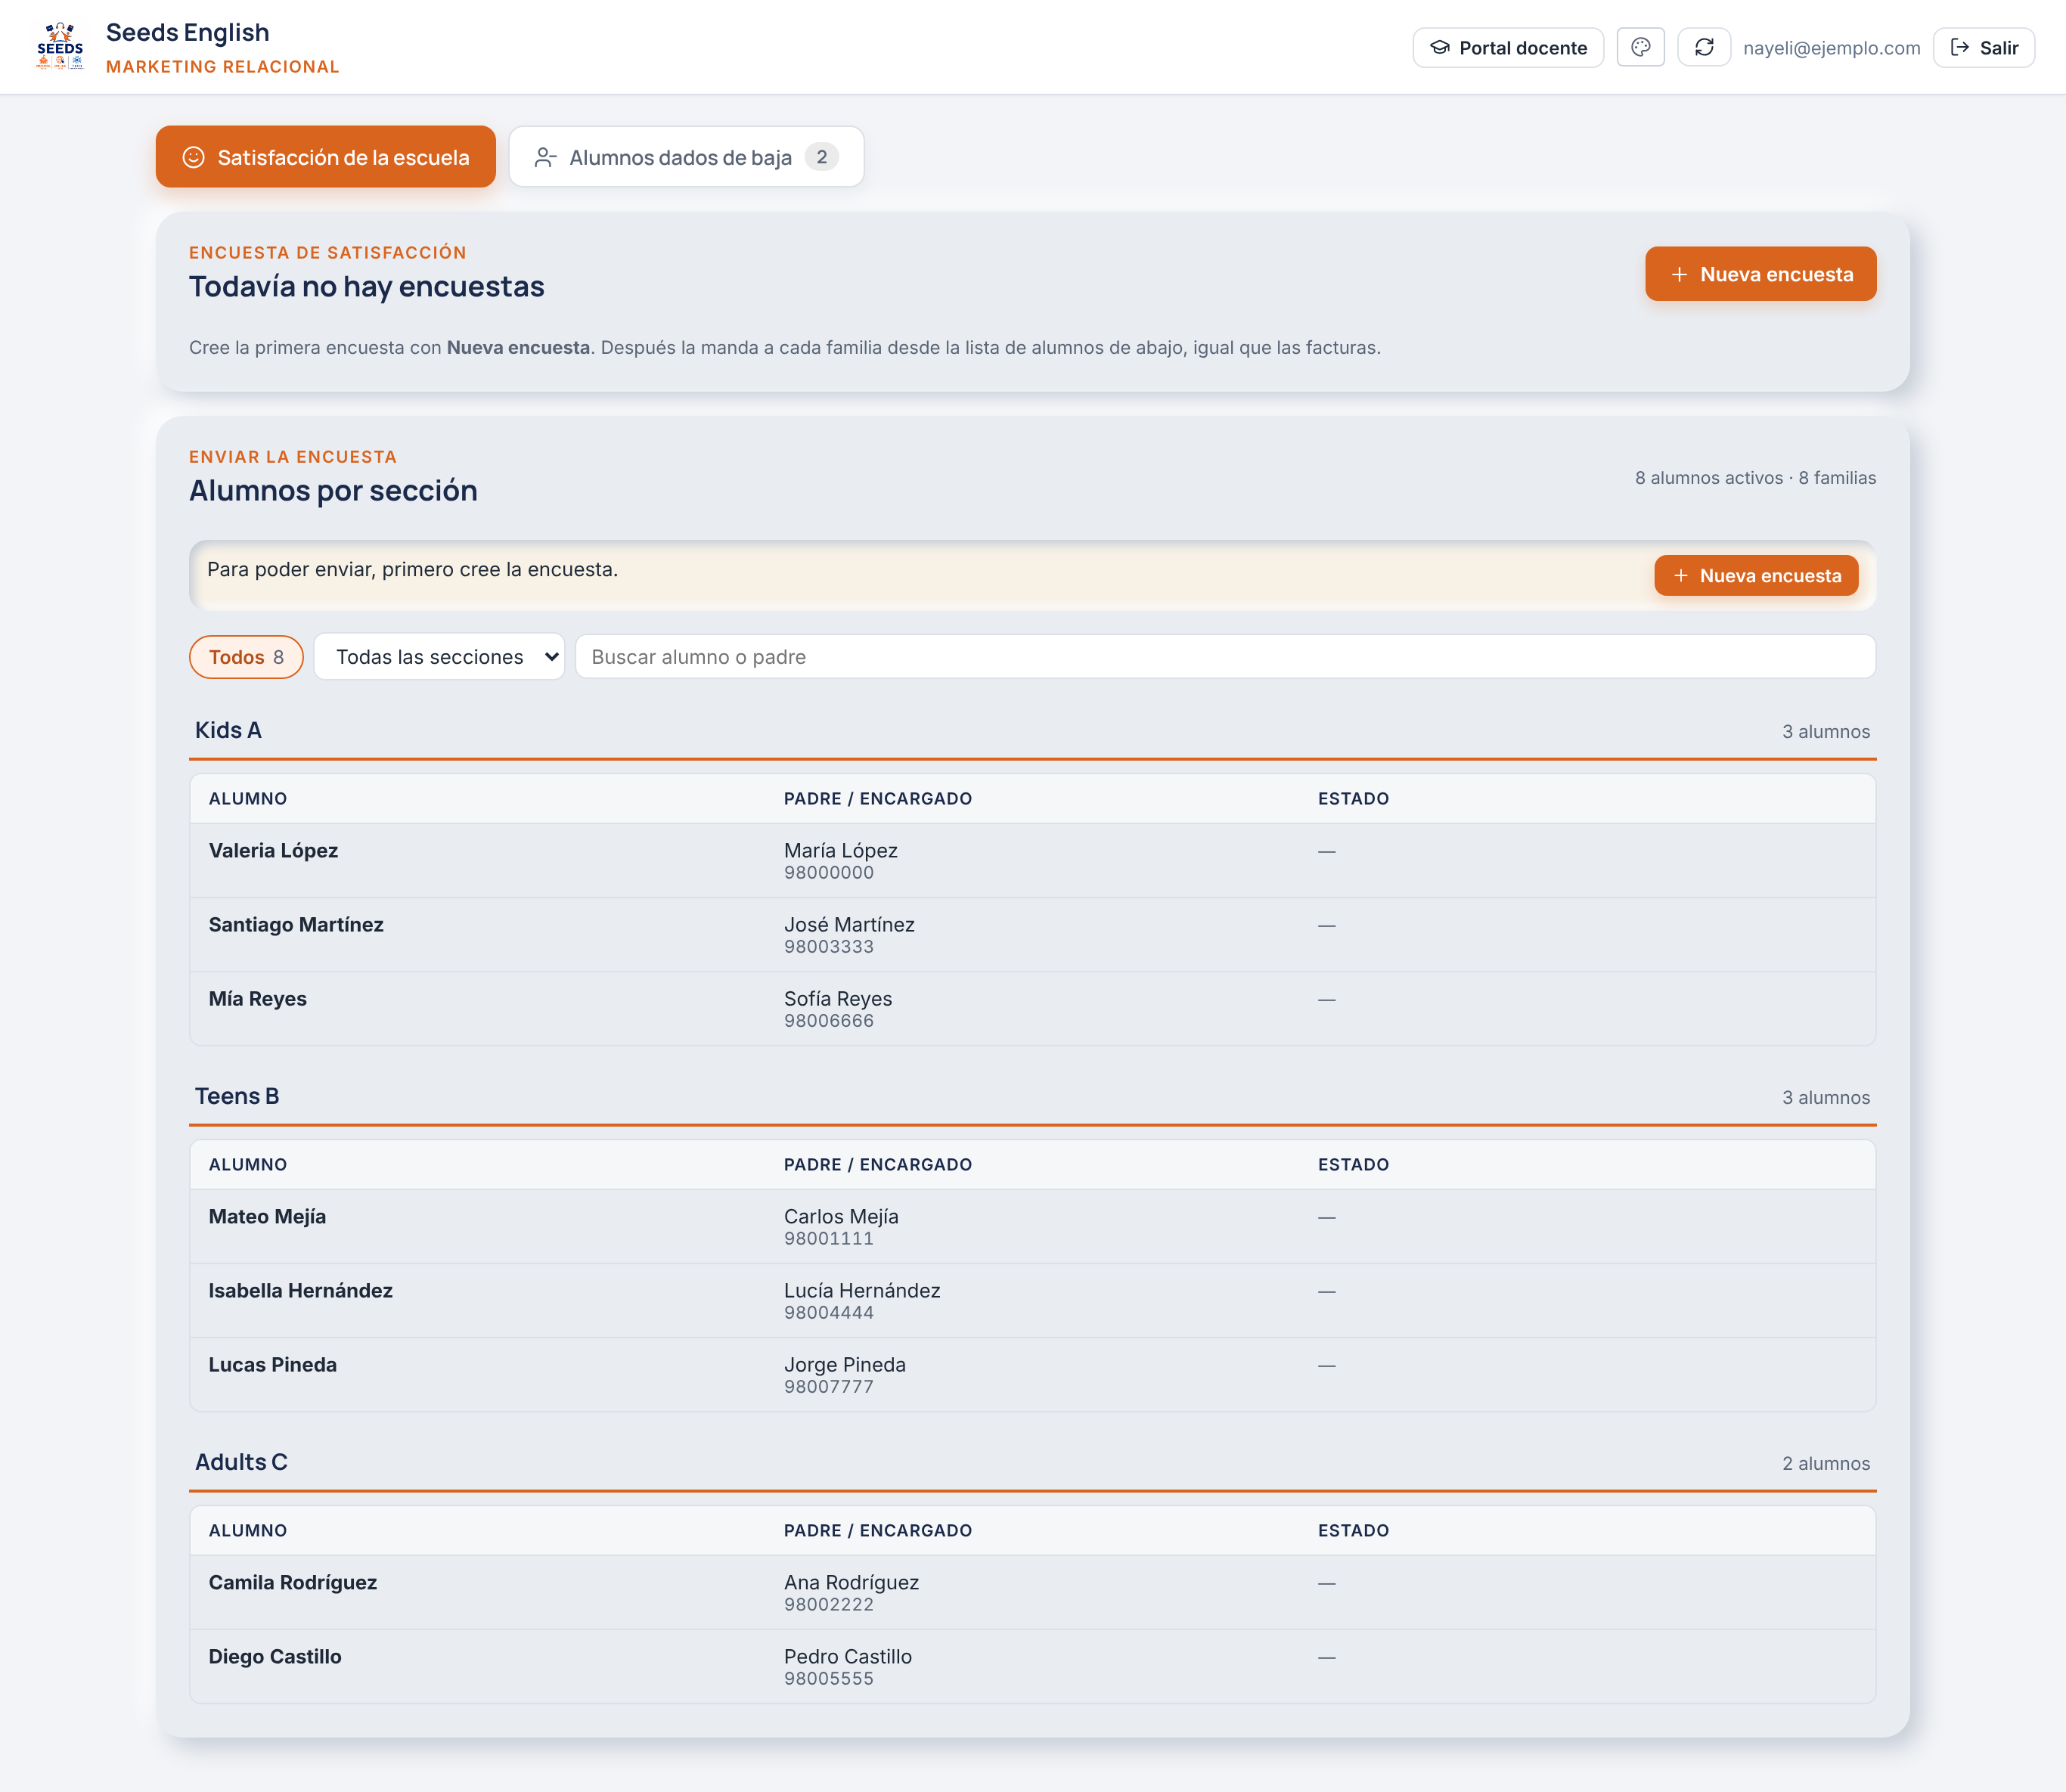 SEEDS
Seeds English
MARKETING RELACIONAL
Portal docente
nayeli@ejemplo.com
Salir
Satisfacción de la escuela
Alumnos dados de baja 2
ENCUESTA DE SATISFACCIÓN
Todavía no hay encuestas
+ Nueva encuesta
Cree la primera encuesta con Nueva encuesta. Después la manda a cada familia desde la lista de alumnos de abajo, igual que las facturas.
ENVIAR LA ENCUESTA
Alumnos por sección
8 alumnos activos · 8 familias
Para poder enviar, primero cree la encuesta.
+ Nueva encuesta
Todos 8
Todas las secciones
Buscar alumno o padre
Kids A
3 alumnos
ALUMNO PADRE / ENCARGADO ESTADO
Valeria López María López —
98000000
Santiago Martínez José Martínez —
98003333
Mía Reyes Sofía Reyes —
98006666
Teens B
3 alumnos
ALUMNO PADRE / ENCARGADO ESTADO
Mateo Mejía Carlos Mejía —
98001111
Isabella Hernández Lucía Hernández —
98004444
Lucas Pineda Jorge Pineda —
98007777
Adults C
2 alumnos
ALUMNO PADRE / ENCARGADO ESTADO
Camila Rodríguez Ana Rodríguez —
98002222
Diego Castillo Pedro Castillo —
98005555